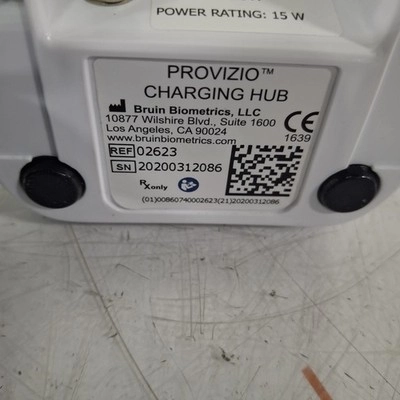 POWER RATING: 15 W
PROVIZIO™
CHARGING HUB
Bruin Biometrics, LLC
10877 Wilshire Blvd., Suite 1600
Los Angeles, CA 90024
www.bruinbiometrics.com
CE
1639
REF 02623
SN 20200312086
Rx only
(01)00860740002623(21)20200312086